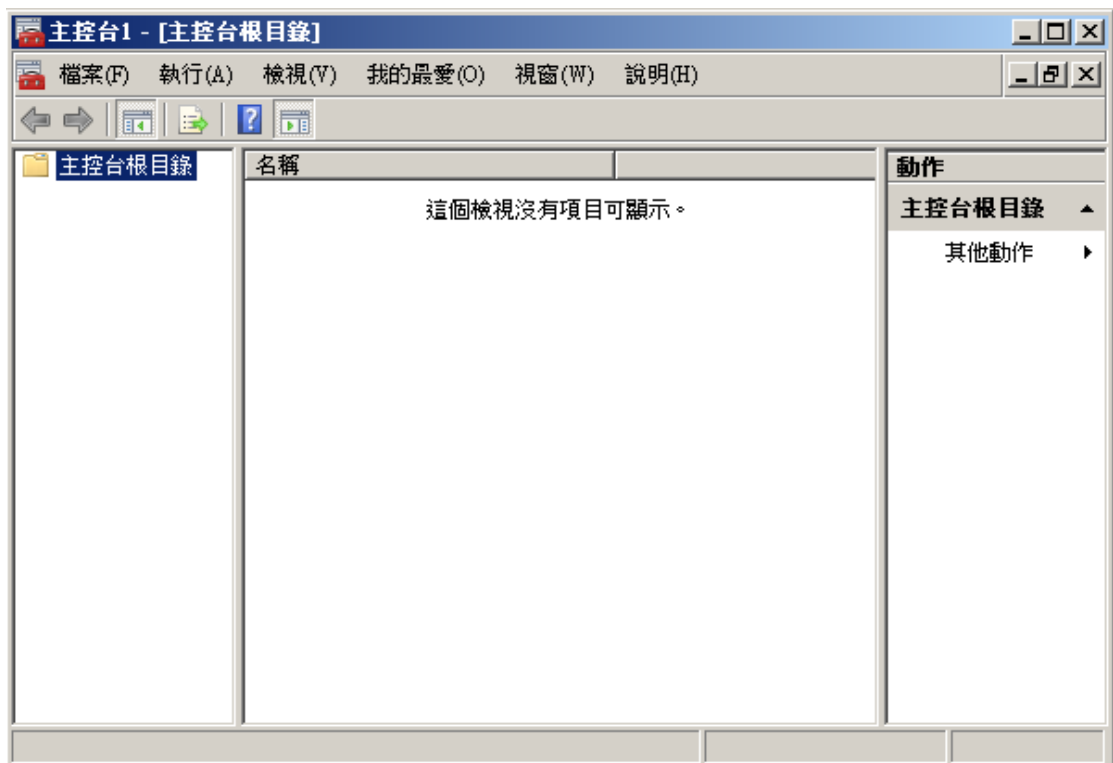 主控台1 - [主控台根目錄]
檔案(F) 執行(A) 檢視(V) 我的最愛(O) 視窗(W) 說明(H)
主控台根目錄
名稱
這個檢視沒有項目可顯示。
動作
主控台根目錄
其他動作